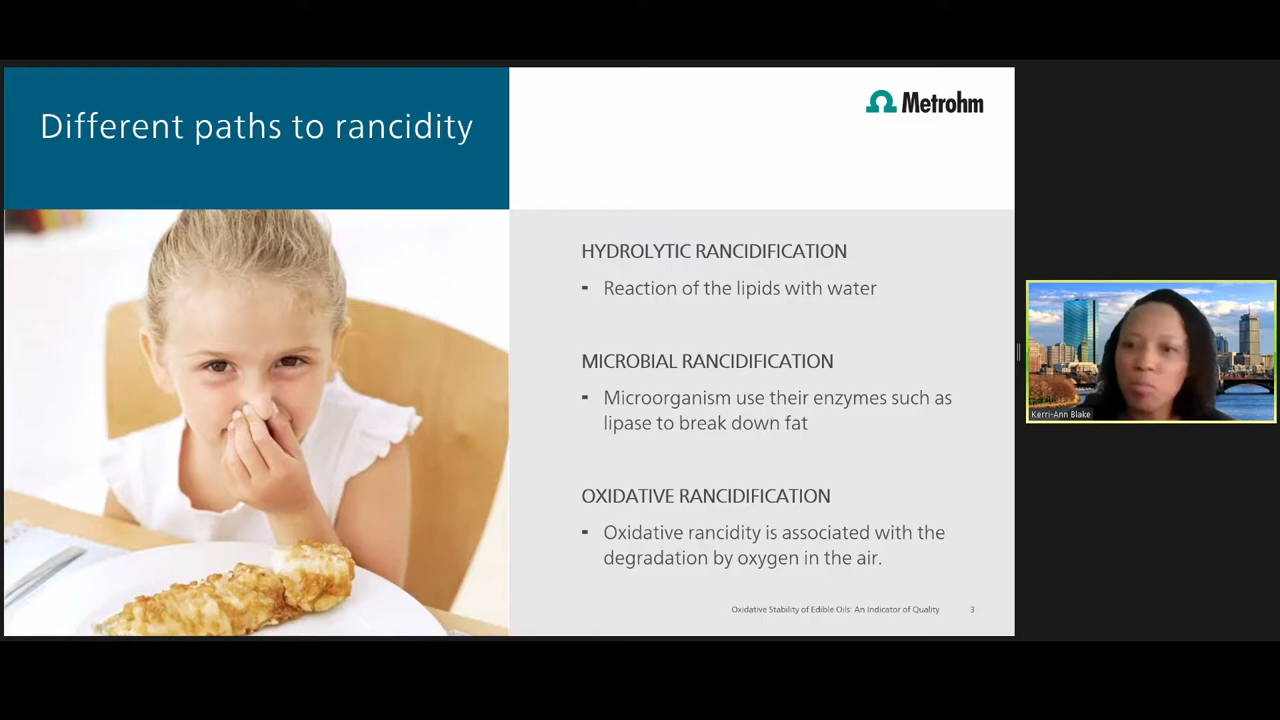 Different paths to rancidity
Metrohm
HYDROLYTIC RANCIDIFICATION
- Reaction of the lipids with water
MICROBIAL RANCIDIFICATION
- Microorganism use their enzymes such as
lipase to break down fat
OXIDATIVE RANCIDIFICATION
- Oxidative rancidity is associated with the
degradation by oxygen in the air.
Oxidative Stability of Edible Oils: An Indicator of Quality 3
Kerri-Ann Blake